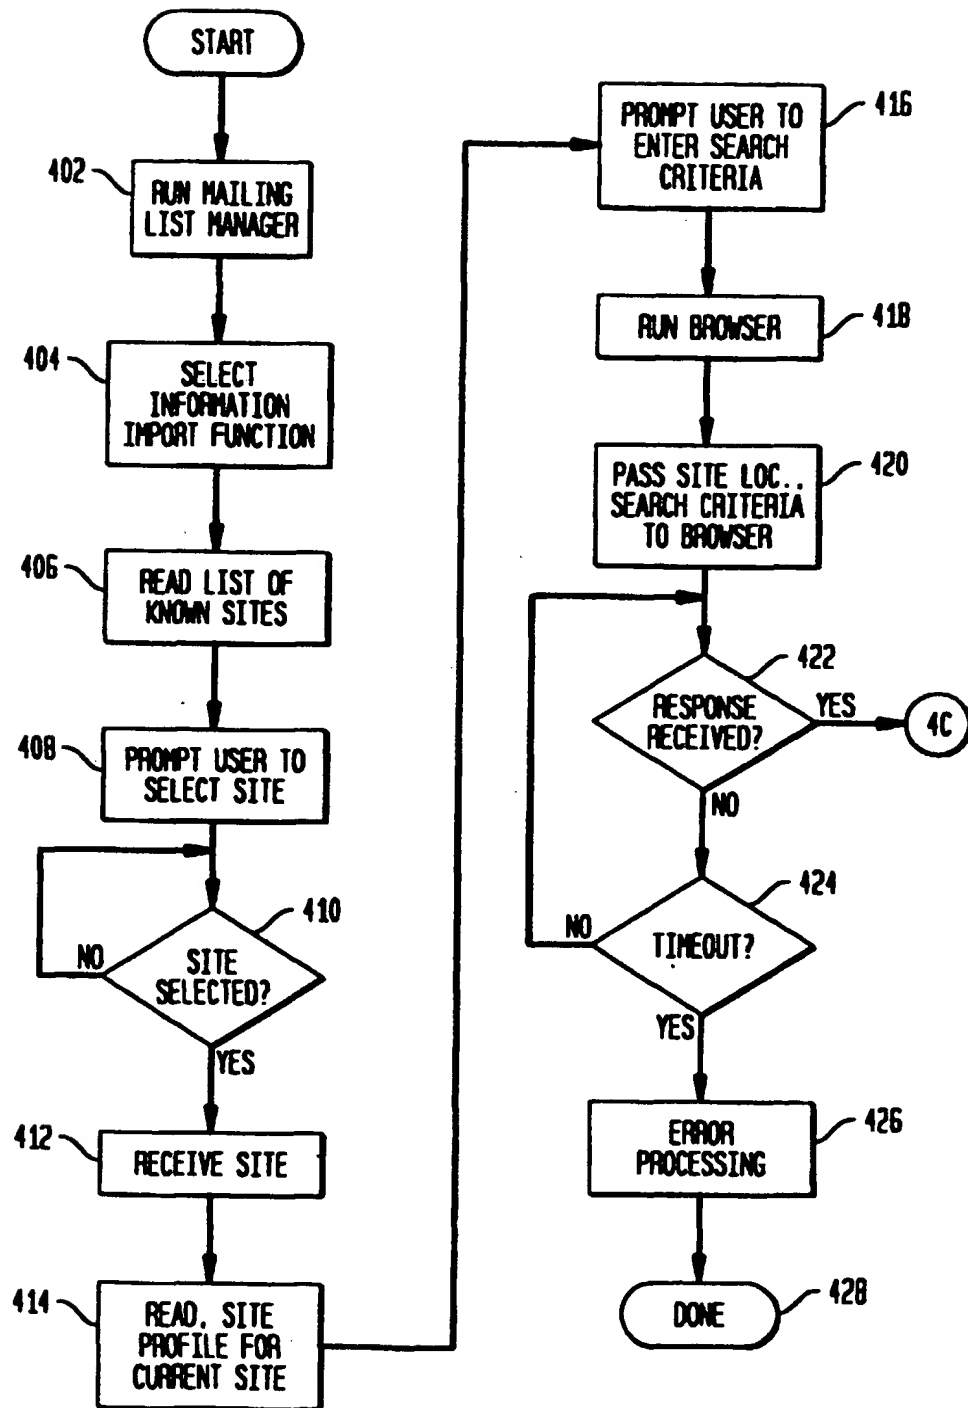 START
402
RUN MAILING
LIST MANAGER
404
SELECT
INFORMATION
IMPORT FUNCTION
406
READ LIST OF
KNOWN SITES
408
PROMPT USER TO
SELECT SITE
410
NO
SITE
SELECTED?
YES
412
RECEIVE SITE
414
READ. SITE
PROFILE FOR
CURRENT SITE
416
PROMPT USER TO
ENTER SEARCH
CRITERIA
418
RUN BROWSER
420
PASS SITE LOC..
SEARCH CRITERIA
TO BROWSER
422
RESPONSE
RECEIVED?
YES
4C
NO
424
NO
TIMEOUT?
YES
426
ERROR
PROCESSING
428
DONE